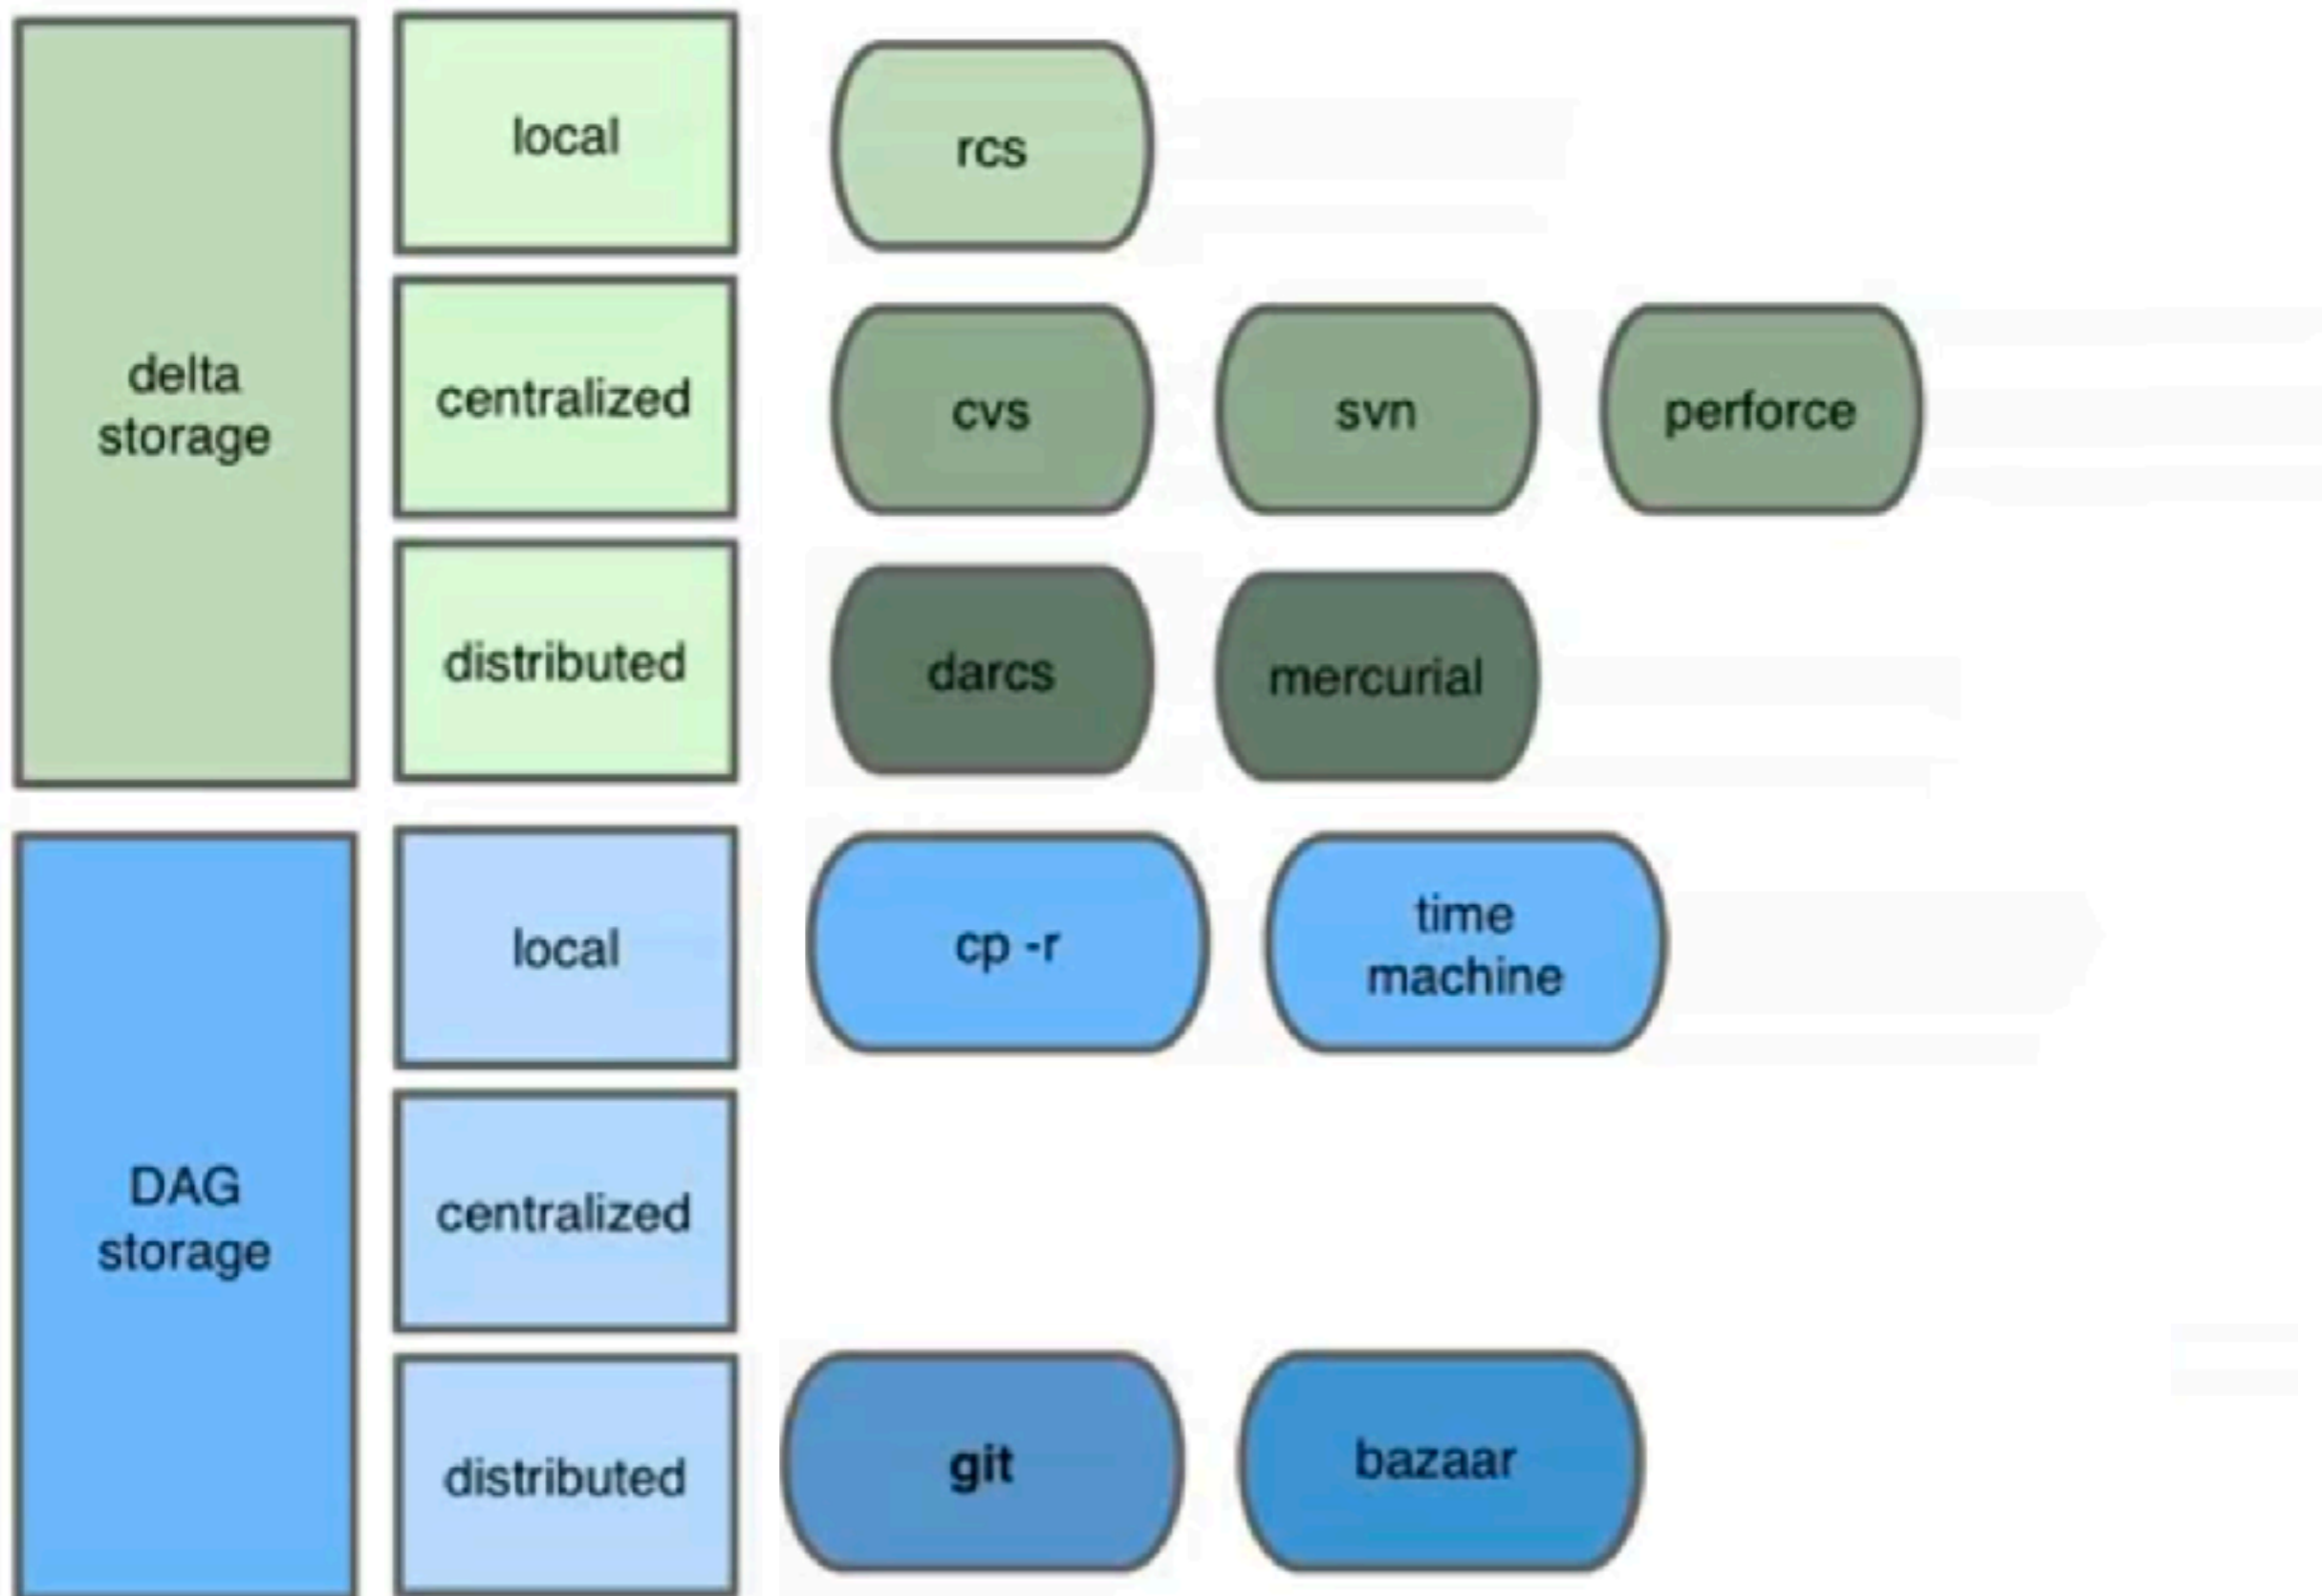 delta
storage
local
rcs
centralized
cvs
svn
perforce
distributed
darcs
mercurial
DAG
storage
local
cp -r
time
machine
centralized
distributed
git
bazaar